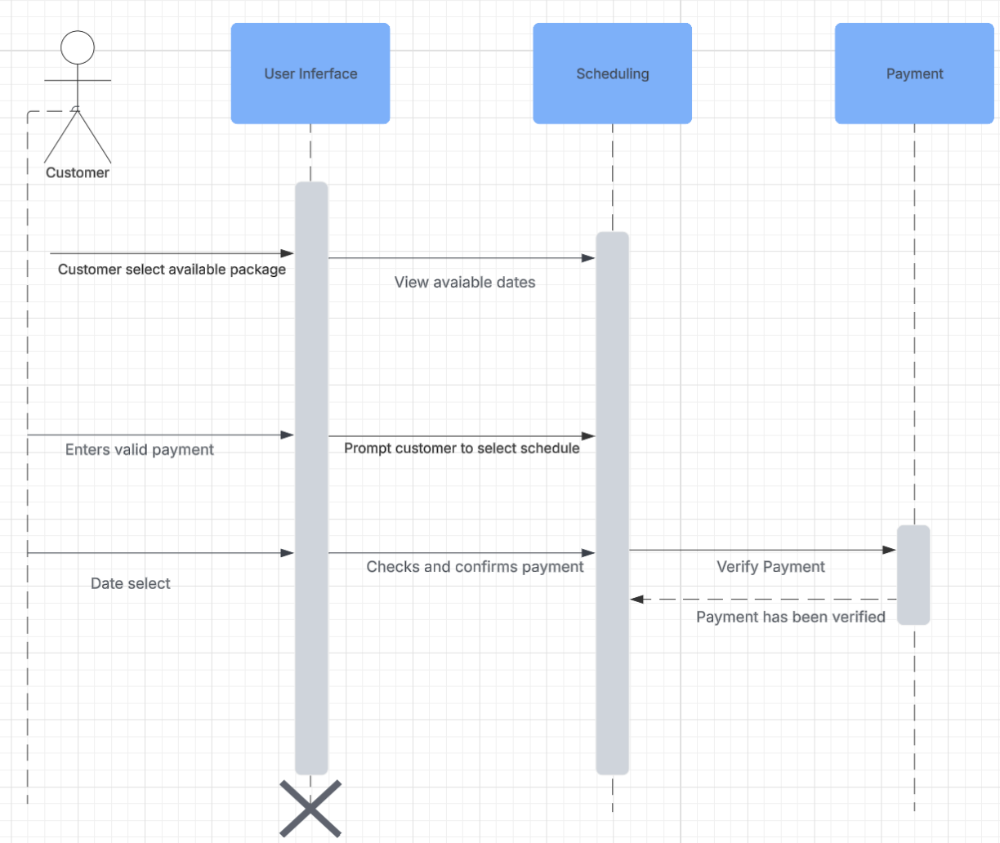 User Inferface
Scheduling
Payment
Customer
Customer select available package
View avaiable dates
Enters valid payment
Prompt customer to select schedule
Date select
Checks and confirms payment
Verify Payment
Payment has been verified